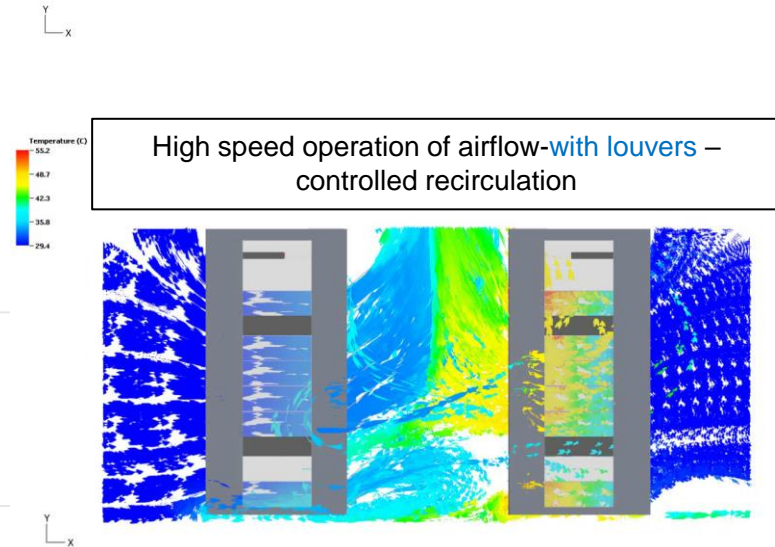 Y
X
High speed operation of airflow-with louvers –
controlled recirculation
Temperature (C)
55.2
48.7
42.3
35.8
29.4
Y
X